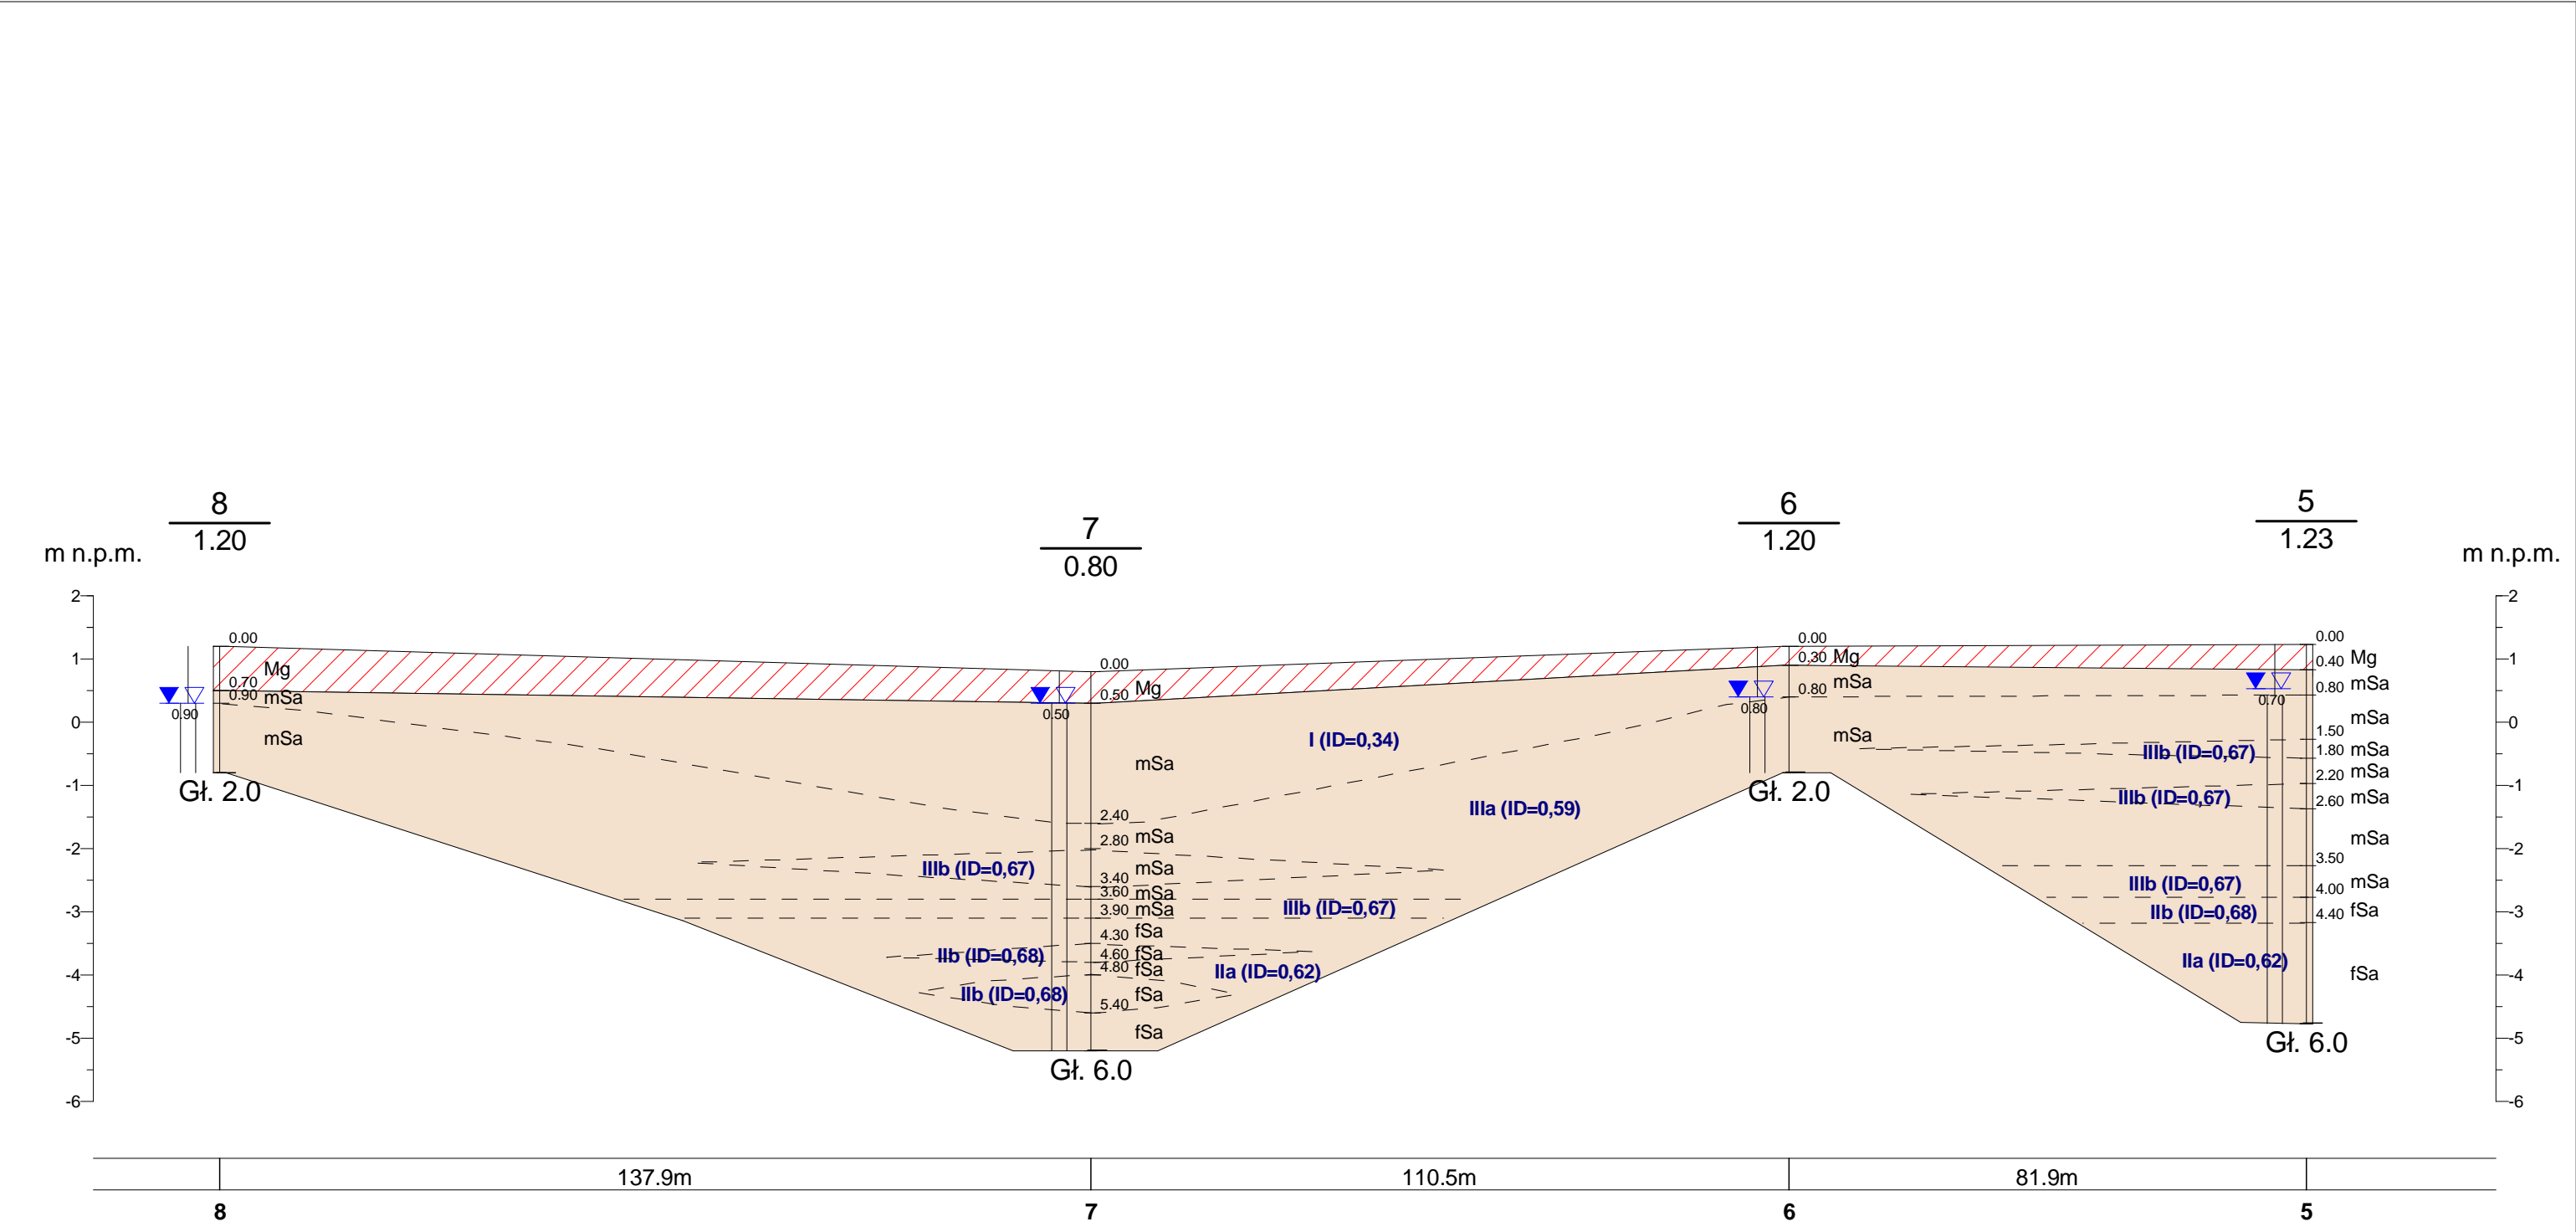 8
1.20
7
0.80
6
1.20
5
1.23
m n.p.m.
m n.p.m.
2
1
0
-1
-2
-3
-4
-5
-6
0.00
Mg
0.70
0.90
mSa
mSa
0.90
Gł. 2.0
0.00
0.50
Mg
0.50
mSa
2.40
mSa
2.80
mSa
3.40
3.60
mSa
3.90
mSa
4.30
fSa
4.60
fSa
4.80
fSa
fSa
5.40
fSa
Gł. 6.0
IIIb (ID=0,67)
IIb (ID=0,68)
IIb (ID=0,68)
I (ID=0,34)
IIIa (ID=0,59)
IIIb (ID=0,67)
IIa (ID=0,62)
0.00
0.30
Mg
mSa
0.80
0.80
mSa
Gł. 2.0
IIIb (ID=0,67)
IIIb (ID=0,67)
IIIb (ID=0,67)
IIb (ID=0,68)
IIa (ID=0,62)
0.70
0.00
0.40
Mg
0.80
mSa
mSa
1.50
1.80
mSa
2.20
mSa
2.60
mSa
mSa
3.50
4.00
mSa
4.40
fSa
fSa
Gł. 6.0
2
1
0
-1
-2
-3
-4
-5
-6
137.9m
110.5m
81.9m
8
7
6
5